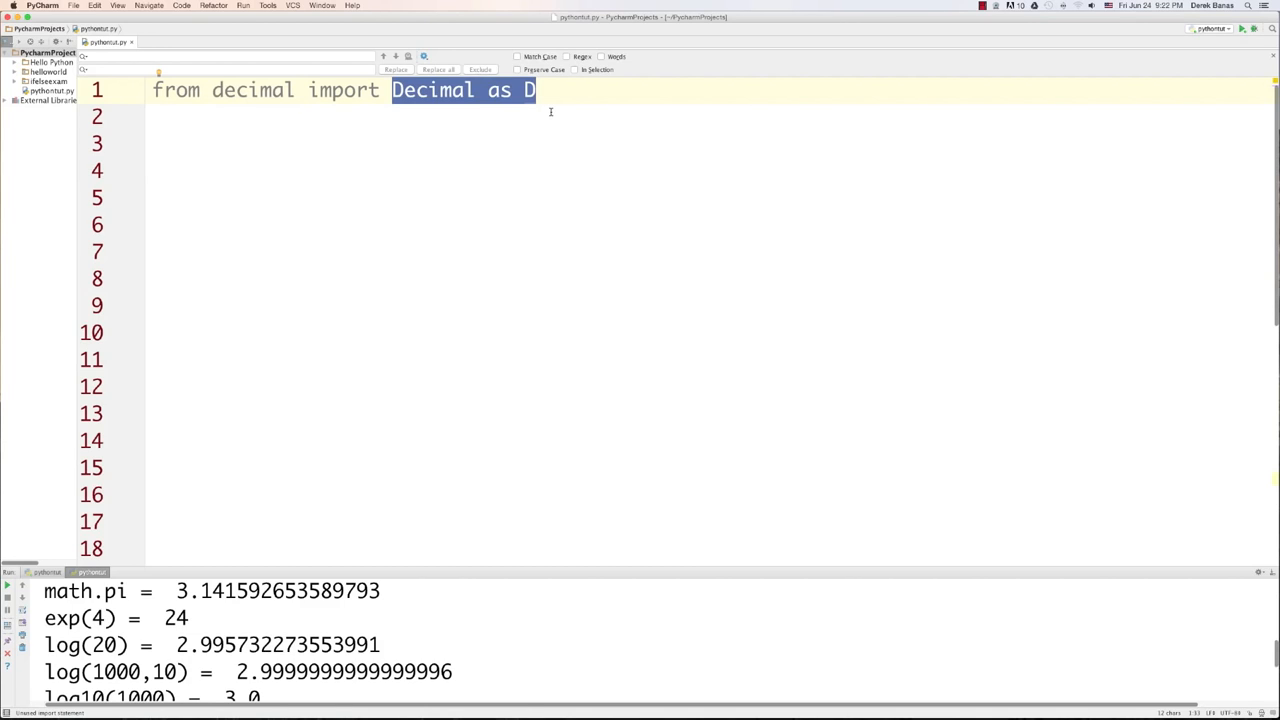 PyCharm File Edit View Navigate Code Refactor Run Tools VCS Window Help 10 Fri Jun 24 9:22 PM Derek Banas
pythontut.py - PycharmProjects - [~/PycharmProjects]
PycharmProjects pythontut.py pythontut
pythontut.py ×
PycharmProject
Hello Python
helloworld
ifelseexam
pythontut.py
External Librarie
Match Case Regex Words
Replace Replace all Exclude Preserve Case In Selection
1 from decimal import Decimal as D
2
3
4
5
6
7
8
9
10
11
12
13
14
15
16
17
18
Run: pythontut pythontut
math.pi = 3.141592653589793
exp(4) = 24
log(20) = 2.995732273553991
log(1000,10) = 2.9999999999999996
log10(1000) = 3.0
Unused import statement 12 chars 1:33 LF≑ UTF-8≑